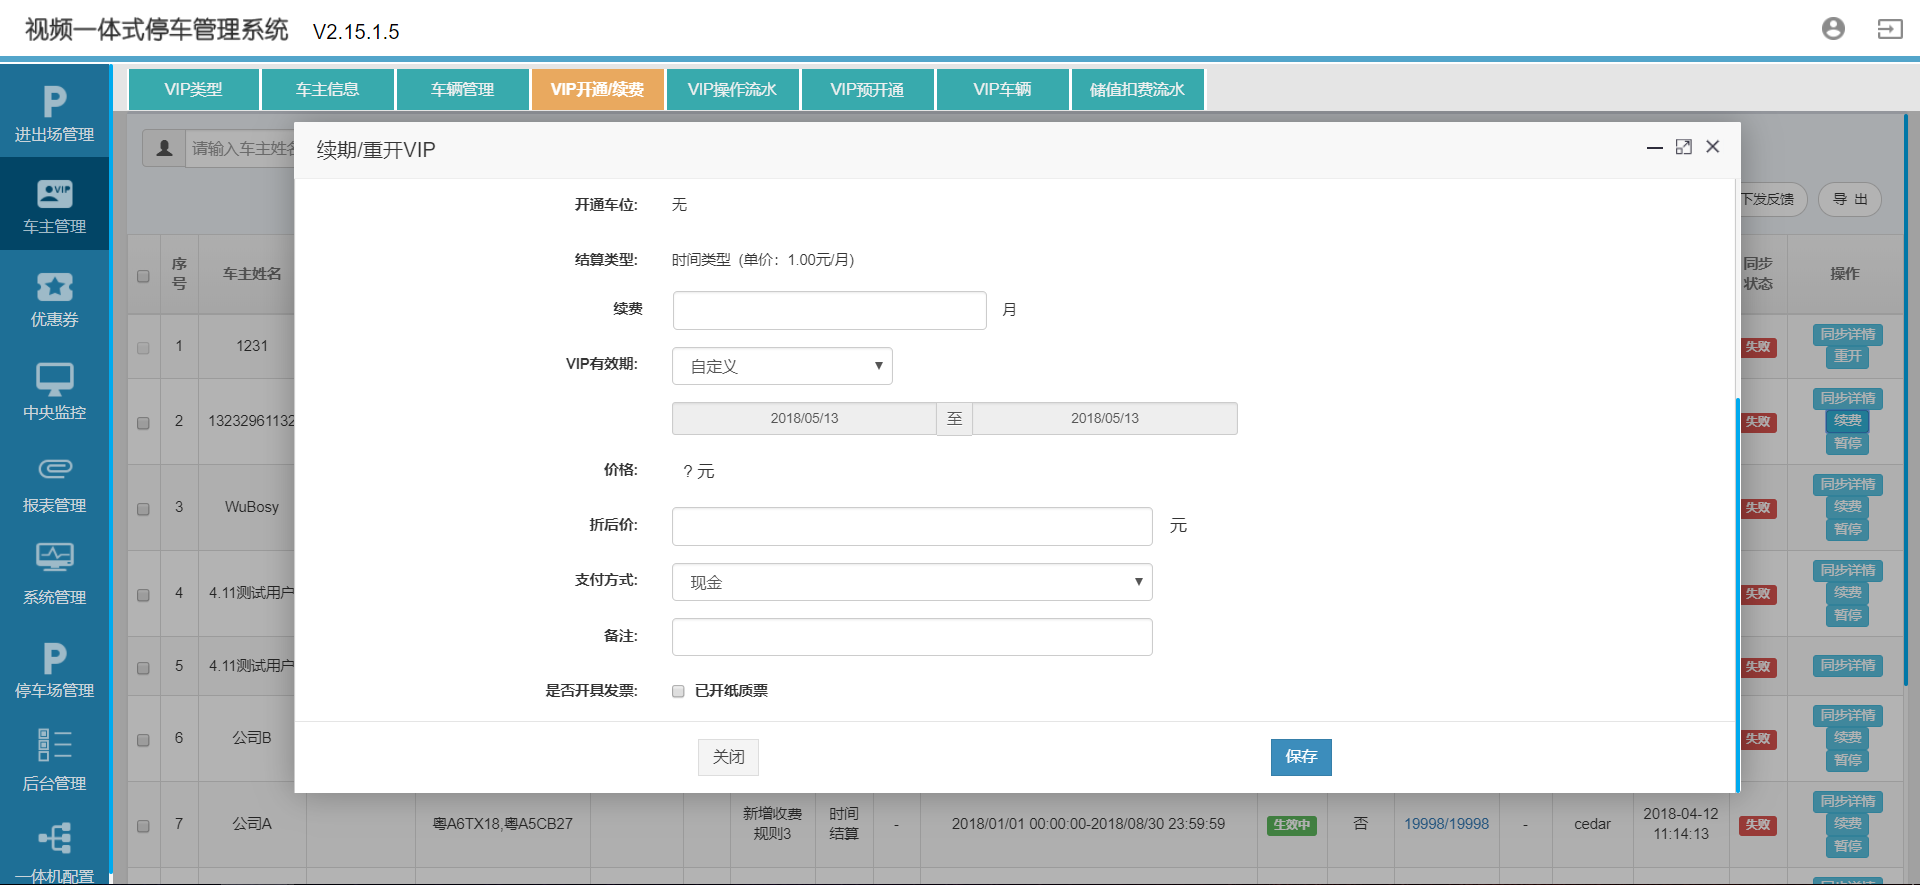 视频一体式停车管理系统 V2.15.1.5
VIP类型 车主信息 车辆管理 VIP开通/续费 VIP操作流水 VIP预开通 VIP车辆 储值扣费流水
进出场管理
车主管理
优惠券
中央监控
报表管理
系统管理
停车场管理
后台管理
一体机配置
请输入车主姓名
下发反馈 导 出
序号 车主姓名 同步状态 操作
1 1231 失败 同步详情 重开
2 13232961132 失败 同步详情 续费 暂停
3 WuBosy 失败 同步详情 续费 暂停
4 4.11测试用户 失败 同步详情 续费 暂停
5 4.11测试用户 失败 同步详情
6 公司B 失败 同步详情 续费 暂停
7 公司A 粤A6TX18,粤A5CB27 新增收费规则3 时间结算 - 2018/01/01 00:00:00-2018/08/30 23:59:59 生效中 否 19998/19998 - cedar 2018-04-12 11:14:13 失败 同步详情 续费 暂停
续期/重开VIP
开通车位: 无
结算类型: 时间类型 (单价：1.00元/月)
续费 月
VIP有效期: 自定义
2018/05/13 至 2018/05/13
价格: ? 元
折后价: 元
支付方式: 现金
备注:
是否开具发票: 已开纸质票
关闭 保存